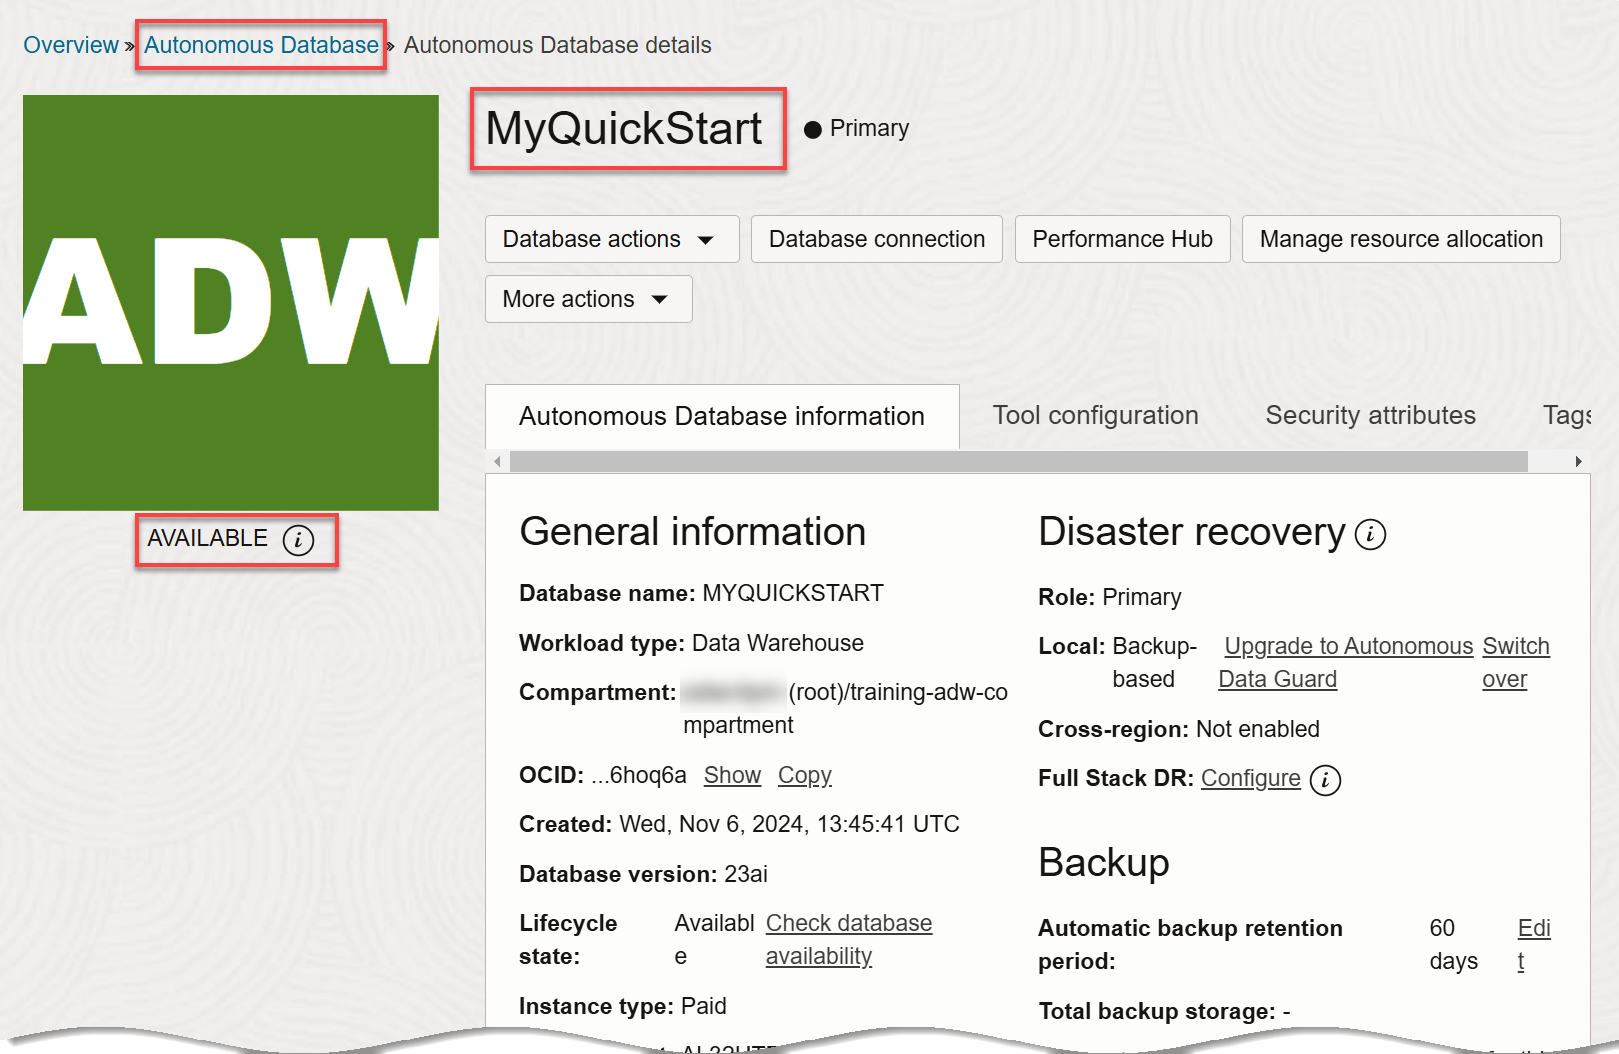 Overview » Autonomous Database » Autonomous Database details
ADW
AVAILABLE
MyQuickStart
Primary
Database actions
Database connection
Performance Hub
Manage resource allocation
More actions
Autonomous Database information
Tool configuration
Security attributes
Tags
General information
Database name: MYQUICKSTART
Workload type: Data Warehouse
Compartment: (root)/training-adw-co
mpartment
OCID: ...6hoq6a Show Copy
Created: Wed, Nov 6, 2024, 13:45:41 UTC
Database version: 23ai
Lifecycle Availabl Check database
state: e availability
Instance type: Paid
Disaster recovery
Role: Primary
Local: Backup- Upgrade to Autonomous Switch
based Data Guard over
Cross-region: Not enabled
Full Stack DR: Configure
Backup
Automatic backup retention 60 Edi
period: days t
Total backup storage: -